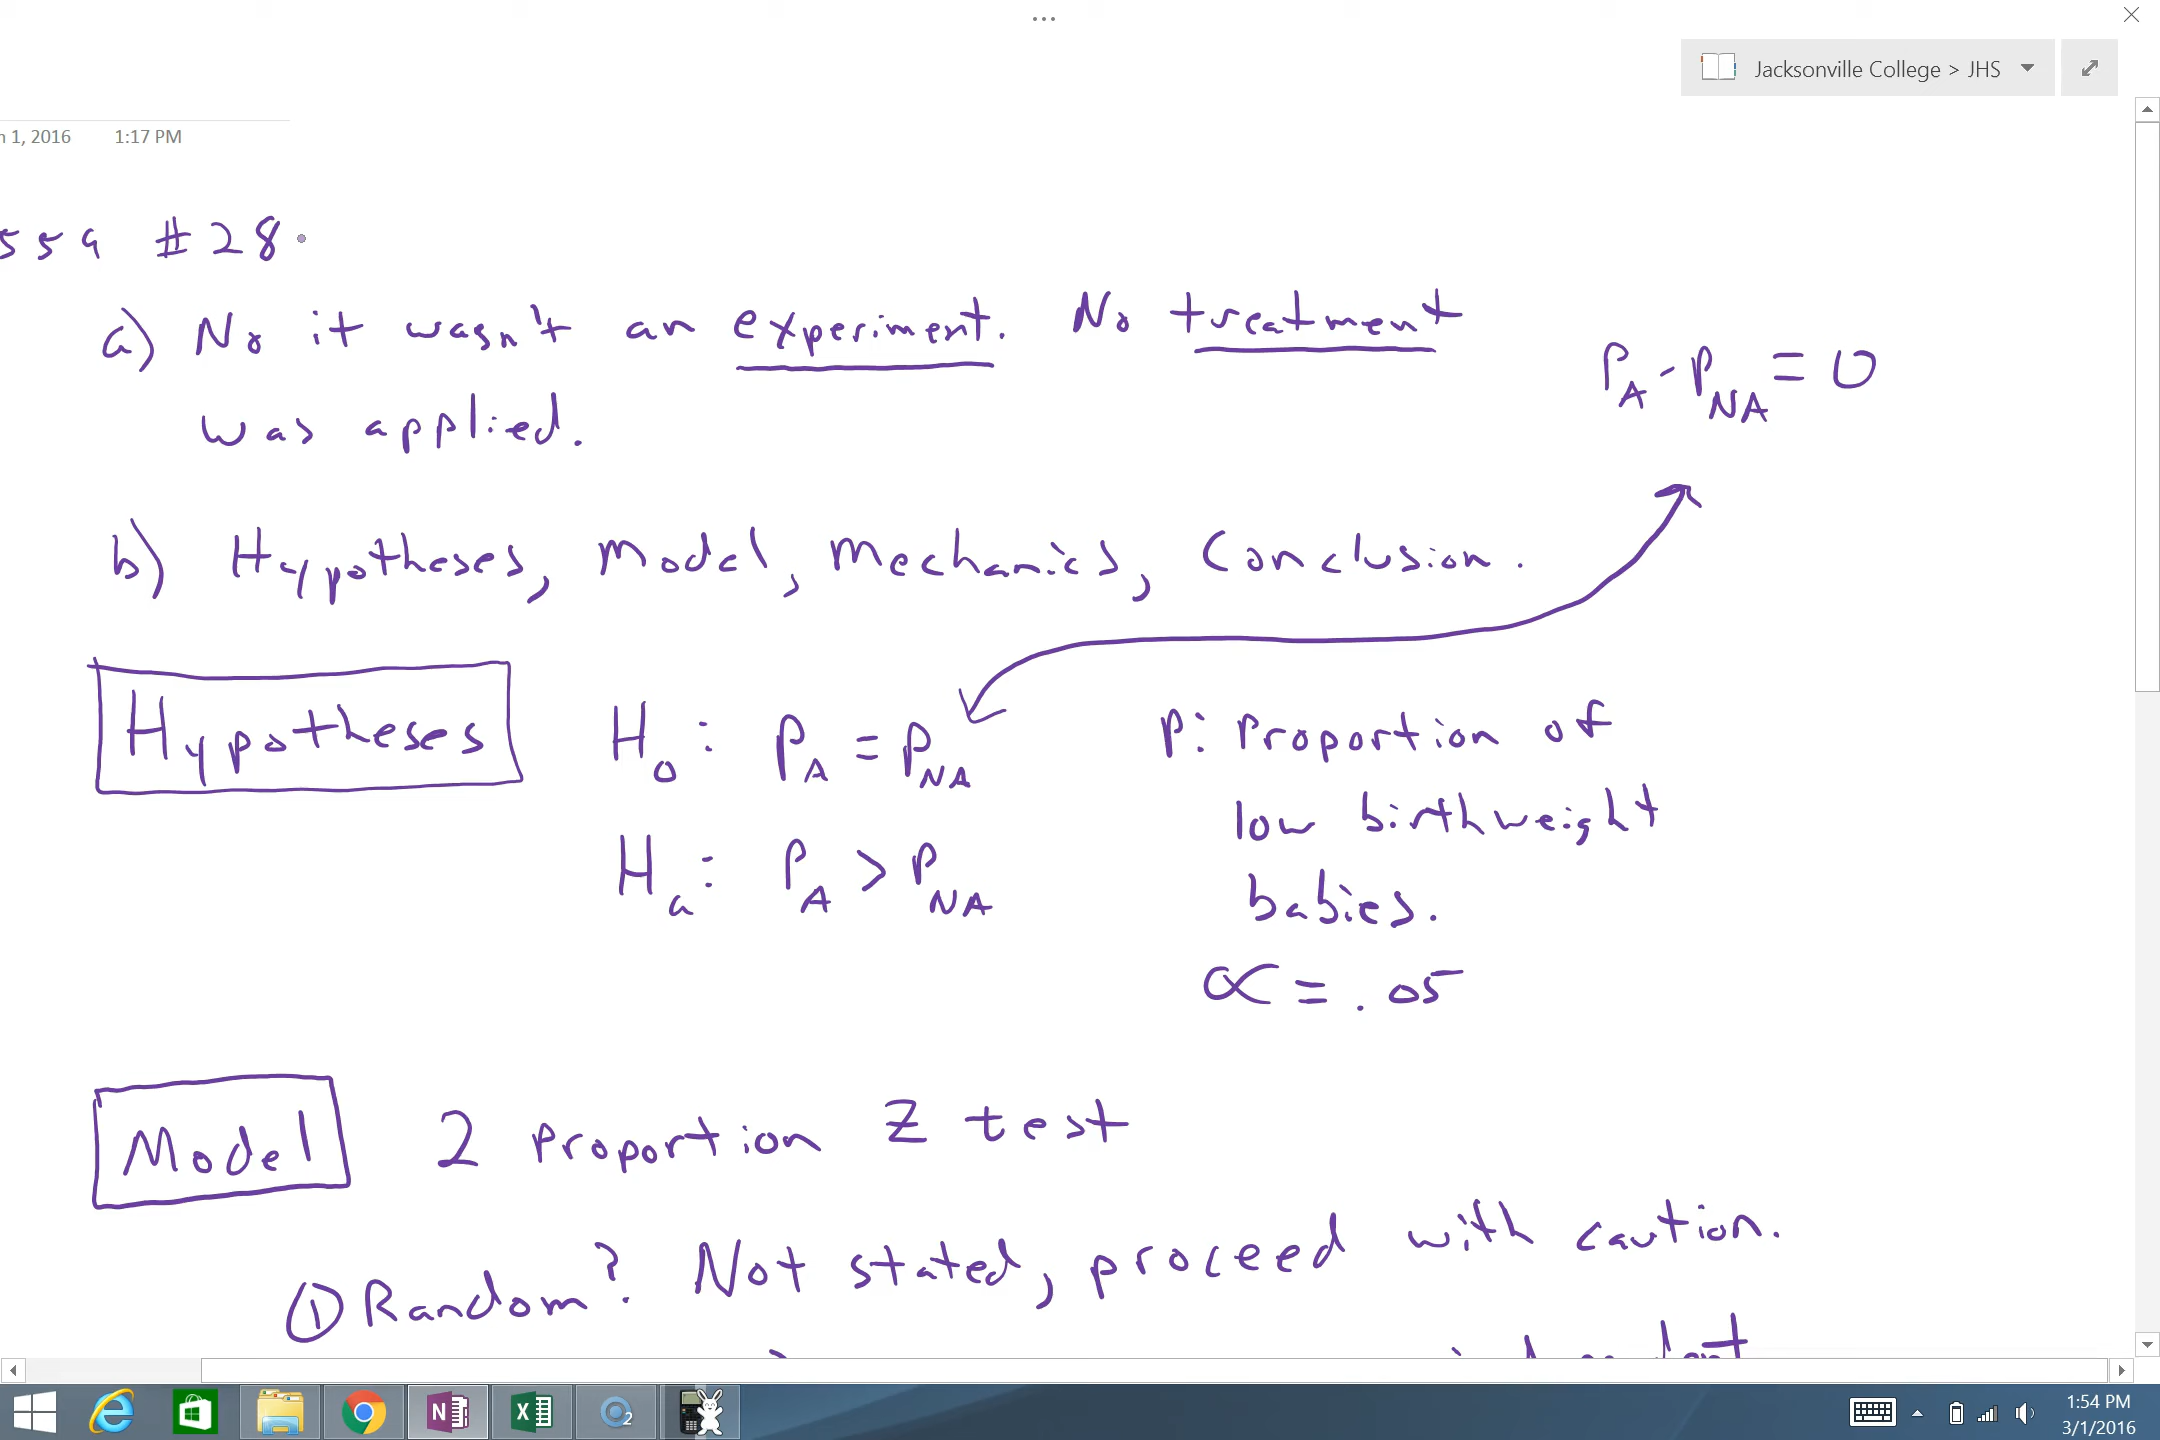 ...
Jacksonville College > JHS
1, 2016 1:17 PM
559 #28.
a) No it wasn't an experiment. No treatment
was applied.
P_A - P_NA = 0
b) Hypotheses, Model, Mechanics, Conclusion.
Hypotheses H_0: P_A = P_NA
H_a: P_A > P_NA
P: Proportion of
low birthweight
babies.
α = .05
Model 2 Proportion Z test
① Random? Not stated, proceed with caution.
1:54 PM
3/1/2016